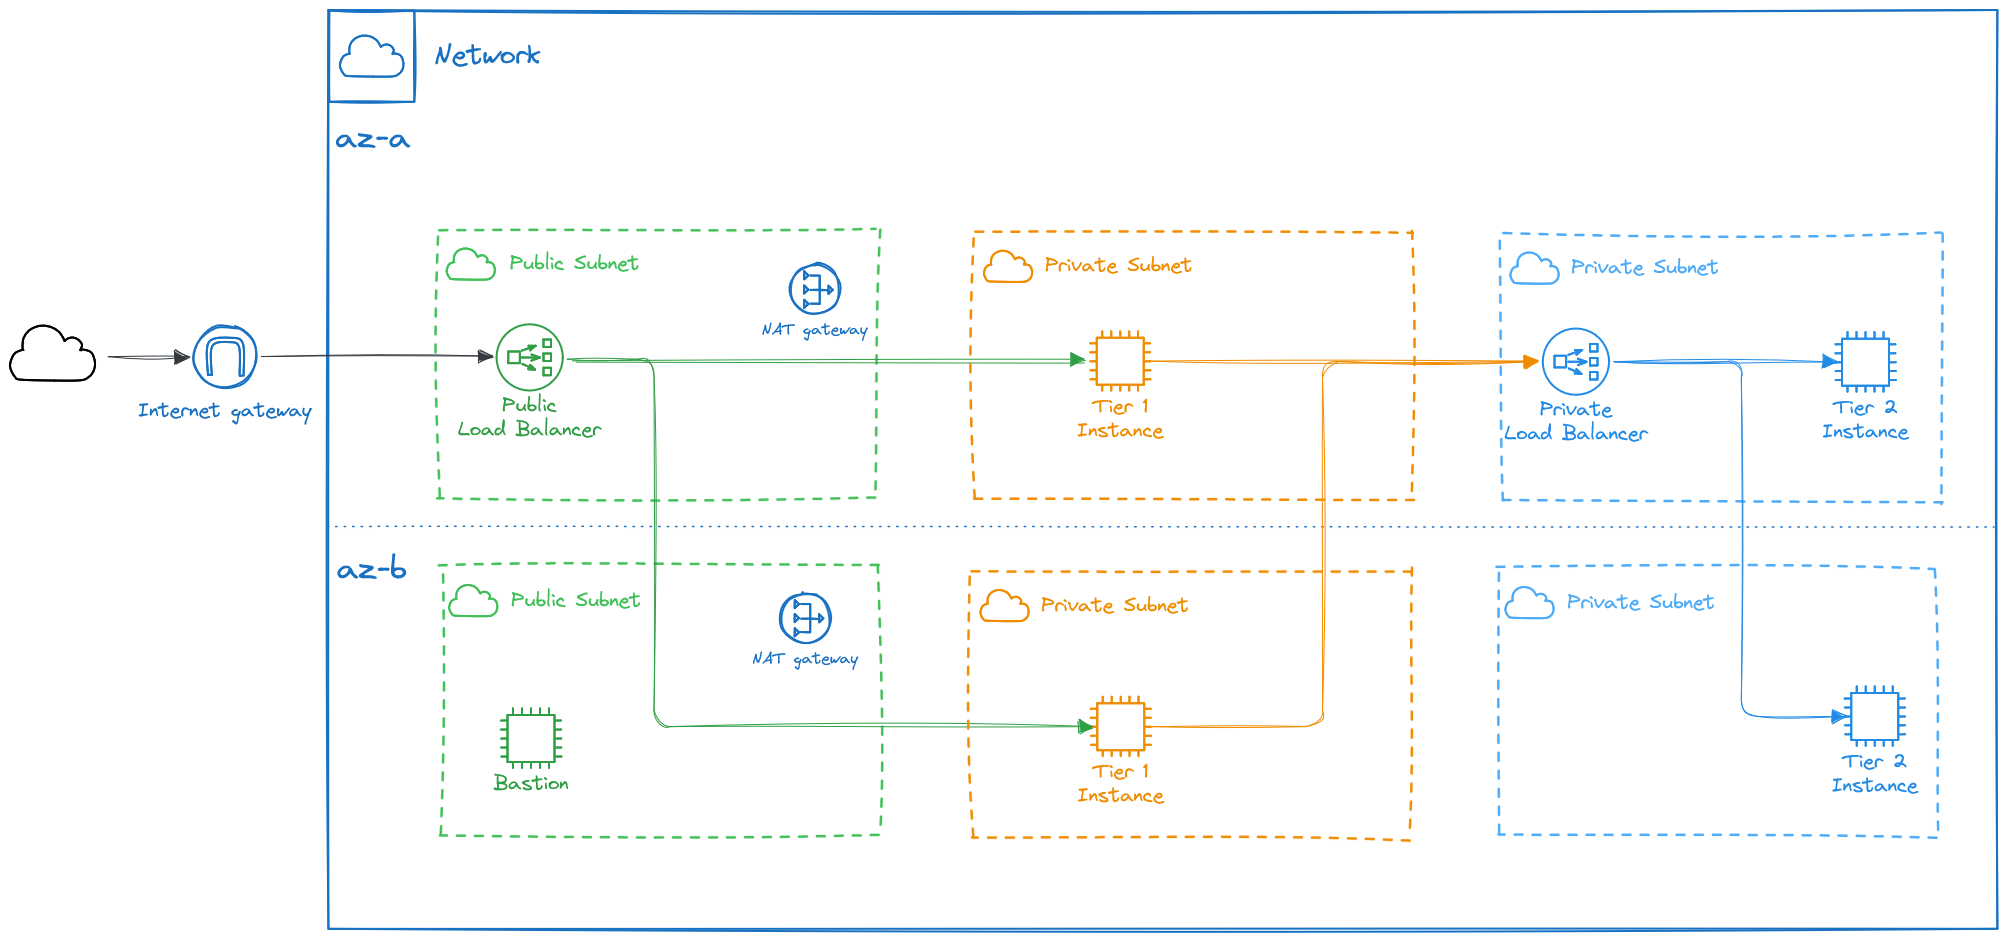 Network
az-a
Public Subnet
NAT gateway
Private Subnet
Private Subnet
Internet gateway
Public
Load Balancer
Tier 1
Instance
Private
Load Balancer
Tier 2
Instance
az-b
Public Subnet
NAT gateway
Private Subnet
Private Subnet
Bastion
Tier 1
Instance
Tier 2
Instance